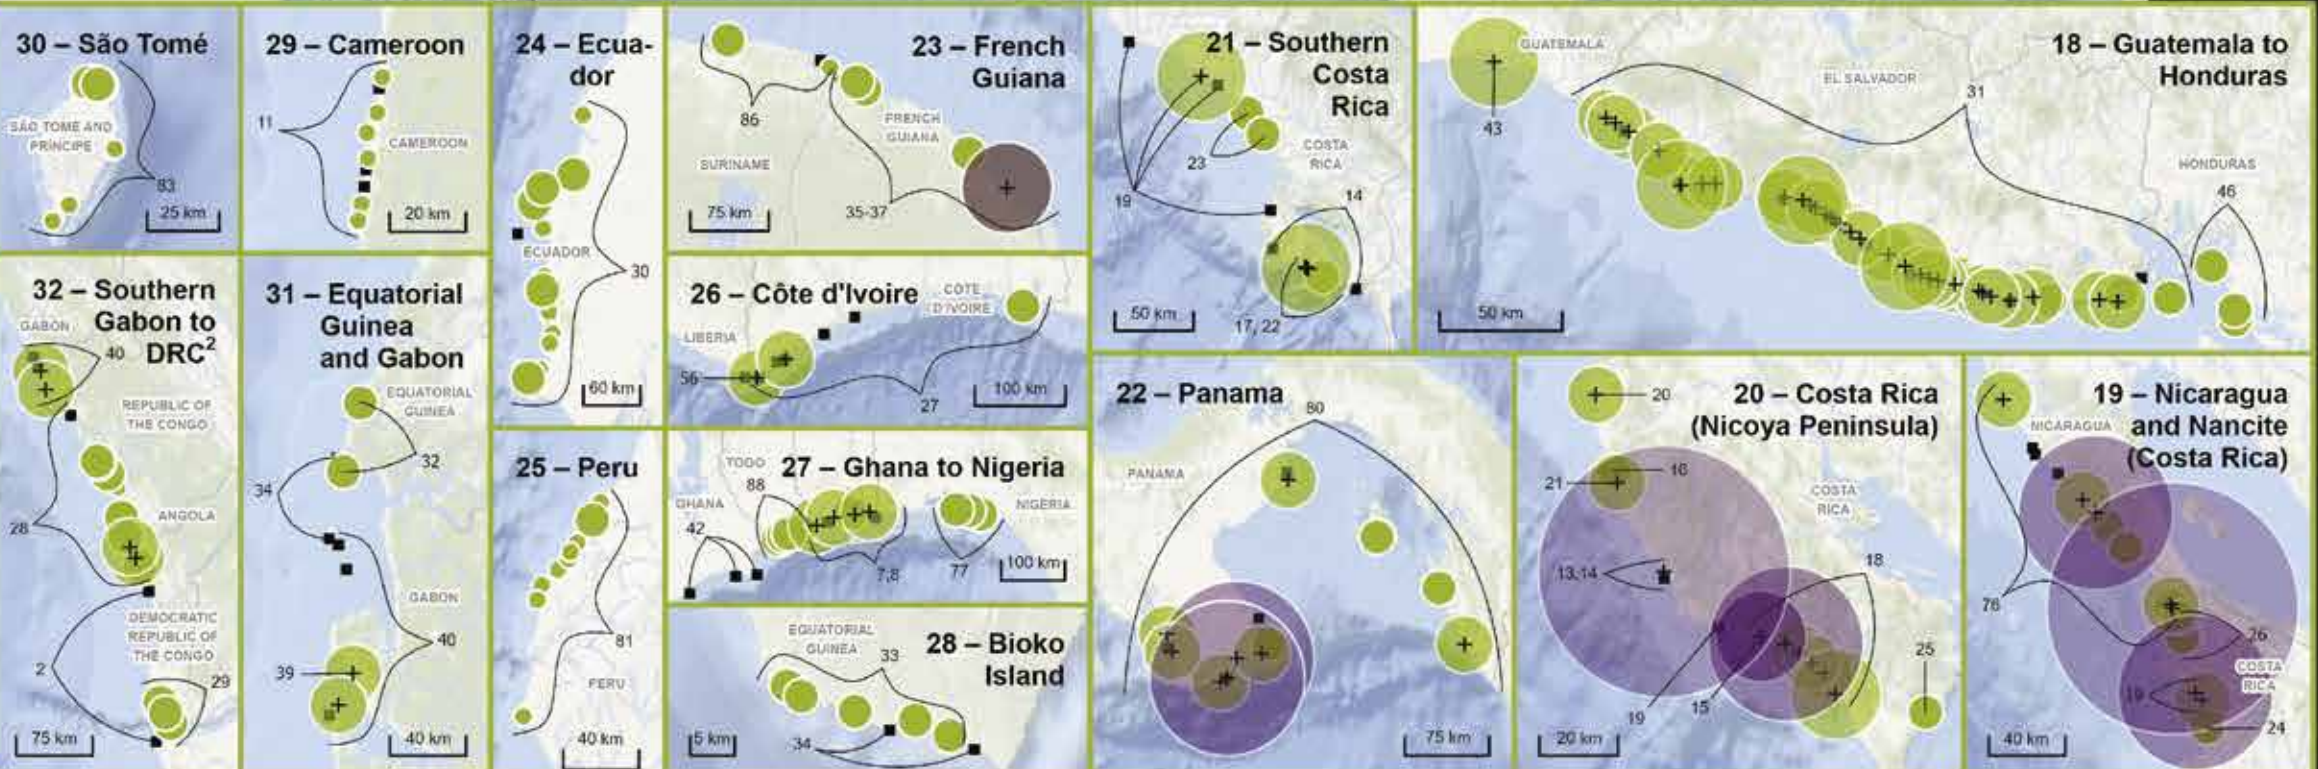 30 – São Tomé
SÃO TOMÉ AND
PRÍNCIPE
83
25 km
29 – Cameroon
11
CAMEROON
20 km
24 – Ecua-
dor
ECUADOR
30
60 km
23 – French
Guiana
86
FRENCH
GUIANA
SURINAME
75 km
35-37
21 – Southern
Costa
Rica
23
COSTA
RICA
19
14
50 km
17, 22
18 – Guatemala to
Honduras
GUATEMALA
EL SALVADOR
31
43
HONDURAS
46
50 km
32 – Southern
Gabon to
DRC²
GABON
40
REPUBLIC OF
THE CONGO
28
ANGOLA
DEMOCRATIC
REPUBLIC OF
THE CONGO
2
29
75 km
31 – Equatorial
Guinea
and Gabon
EQUATORIAL
GUINEA
32
34
GABON
40
39
40 km
26 – Côte d'Ivoire
CÔTE
D'IVOIRE
LIBERIA
56
27
100 km
25 – Peru
81
PERU
40 km
27 – Ghana to Nigeria
TOGO
88
GHANA
42
NIGERIA
7,8
77
100 km
28 – Bioko
Island
EQUATORIAL
GUINEA
33
34
5 km
22 – Panama
80
PANAMA
75 km
20 – Costa Rica
(Nicoya Peninsula)
20
16
21
COSTA
RICA
13,14
18
25
19
15
20 km
19 – Nicaragua
and Nancite
(Costa Rica)
NICARAGUA
76
26
COSTA
RICA
19
24
40 km